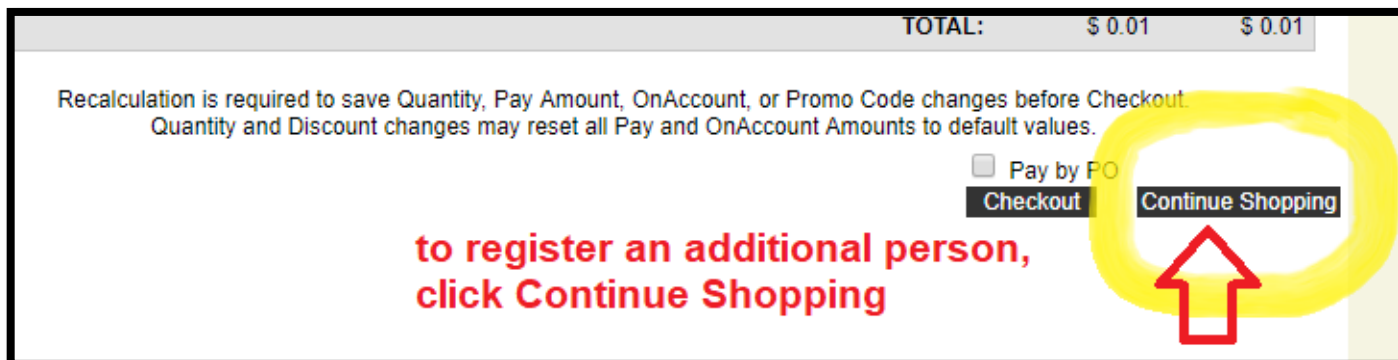 TOTAL: $ 0.01 $ 0.01
Recalculation is required to save Quantity, Pay Amount, OnAccount, or Promo Code changes before Checkout.
Quantity and Discount changes may reset all Pay and OnAccount Amounts to default values.
Pay by PO
Checkout Continue Shopping
to register an additional person,
click Continue Shopping